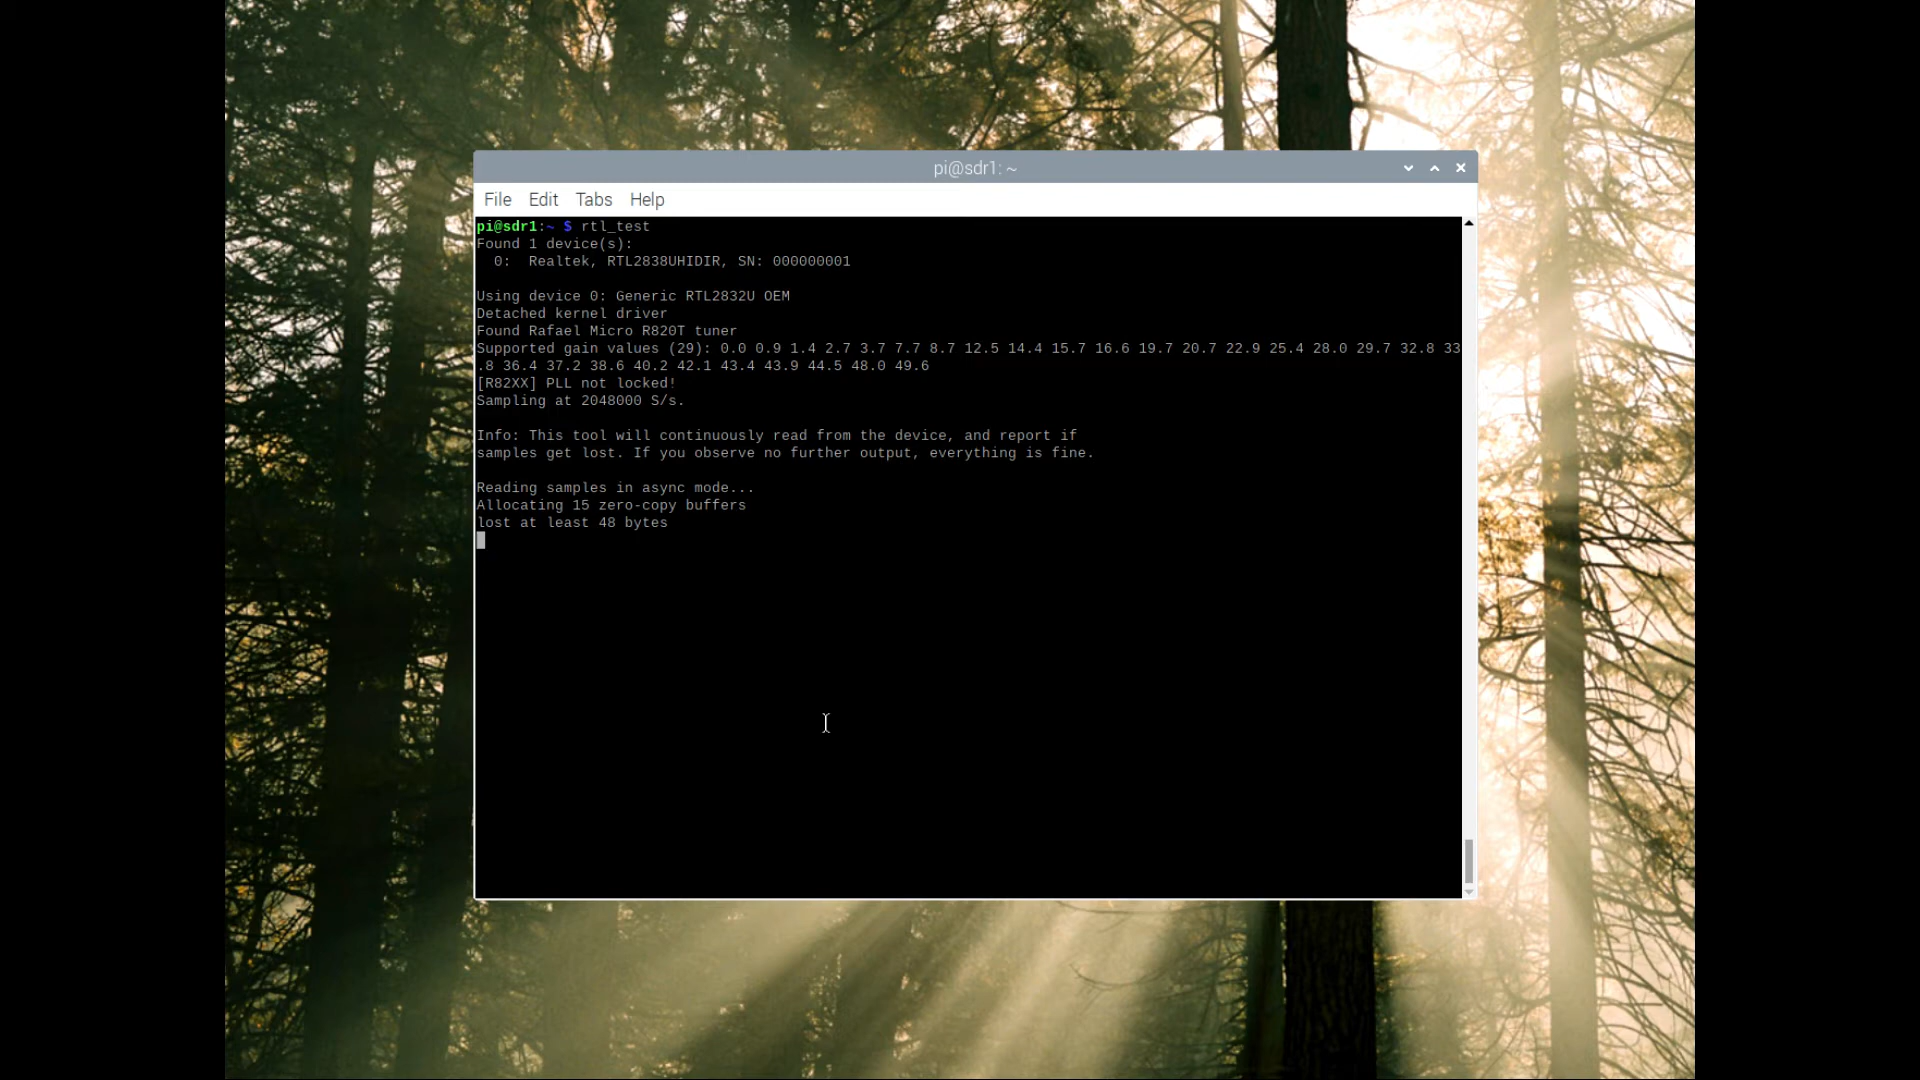 pi@sdr1: ~
File Edit Tabs Help
pi@sdr1:~ $ rtl_test
Found 1 device(s):
  0:  Realtek, RTL2838UHIDIR, SN: 000000001

Using device 0: Generic RTL2832U OEM
Detached kernel driver
Found Rafael Micro R820T tuner
Supported gain values (29): 0.0 0.9 1.4 2.7 3.7 7.7 8.7 12.5 14.4 15.7 16.6 19.7 20.7 22.9 25.4 28.0 29.7 32.8 33
.8 36.4 37.2 38.6 40.2 42.1 43.4 43.9 44.5 48.0 49.6
[R82XX] PLL not locked!
Sampling at 2048000 S/s.

Info: This tool will continuously read from the device, and report if
samples get lost. If you observe no further output, everything is fine.

Reading samples in async mode...
Allocating 15 zero-copy buffers
lost at least 48 bytes